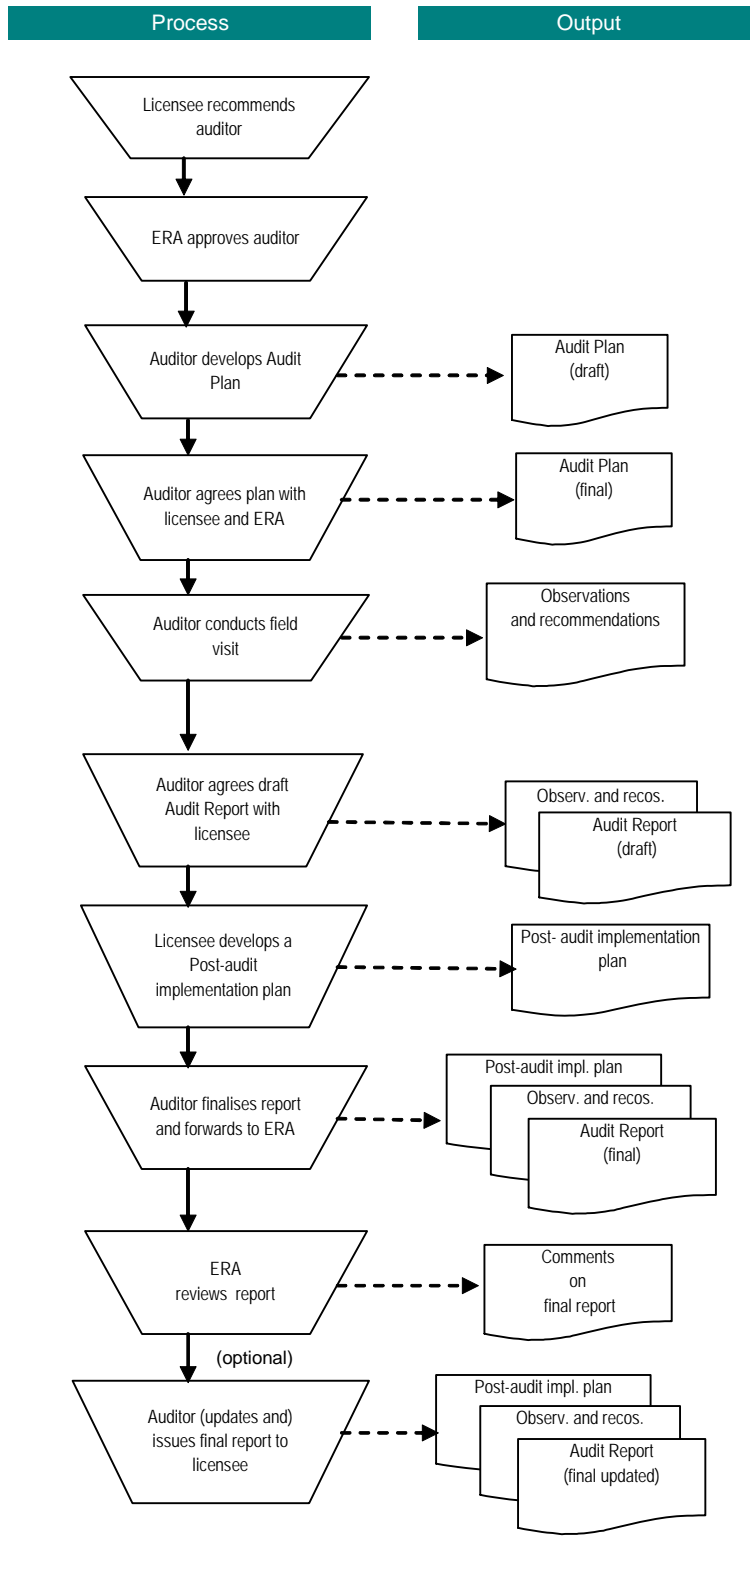 Process
Output
Licensee recommends
auditor
ERA approves auditor
Auditor develops Audit
Plan
Audit Plan
(draft)
Auditor agrees plan with
licensee and ERA
Audit Plan
(final)
Auditor conducts field
visit
Observations
and recommendations
Auditor agrees draft
Audit Report with
licensee
Observ. and recos.
Audit Report
(draft)
Licensee develops a
Post-audit
implementation plan
Post- audit implementation
plan
Auditor finalises report
and forwards to ERA
Post-audit impl. plan
Observ. and recos.
Audit Report
(final)
ERA
reviews report
Comments
on
final report
(optional)
Auditor (updates and)
issues final report to
licensee
Post-audit impl. plan
Observ. and recos.
Audit Report
(final updated)